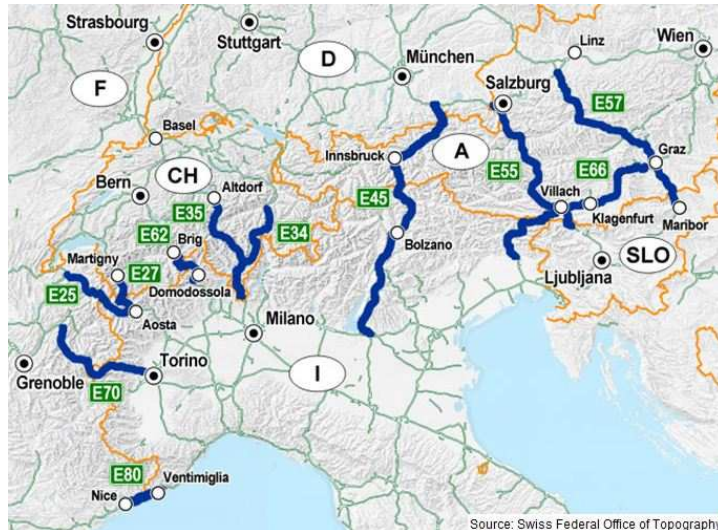 Strasbourg
Stuttgart
D
Linz
Wien
München
F
Salzburg
E57
Basel
Innsbruck
A
Graz
E55
E66
CH
Altdorf
Bern
E45
Villach
E35
E62
Brig
E34
Klagenfurt
Maribor
Martigny
E27
Bolzano
SLO
E25
Domodossola
Ljubljana
Aosta
Milano
Torino
I
Grenoble
E70
E80
Ventimiglia
Nice
Source: Swiss Federal Office of Topograph